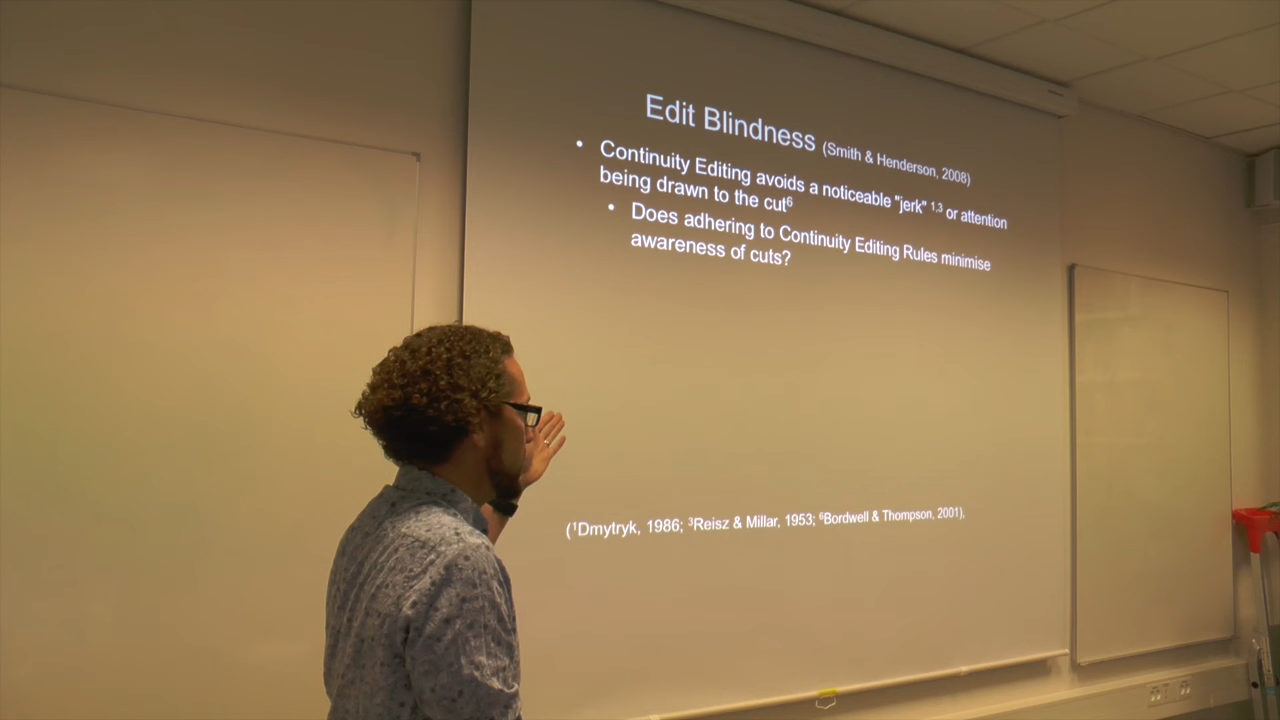 Edit Blindness (Smith & Henderson, 2008)
• Continuity Editing avoids a noticeable "jerk" ¹˒³ or attention
being drawn to the cut⁶
• Does adhering to Continuity Editing Rules minimise
awareness of cuts?
(¹Dmytryk, 1986; ³Reisz & Millar, 1953; ⁶Bordwell & Thompson, 2001).